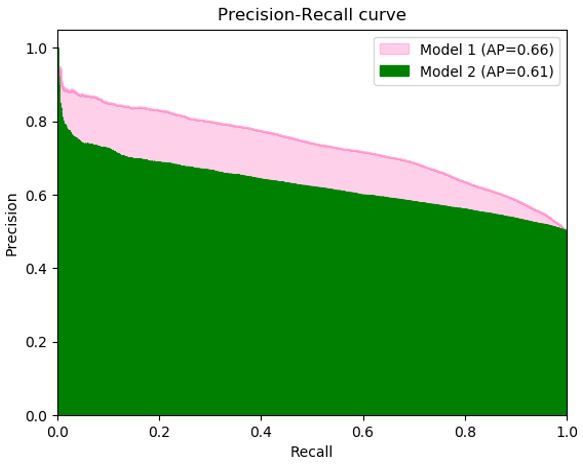 Precision-Recall curve
Model 1 (AP=0.66)
Model 2 (AP=0.61)
1.0
0.8
0.6
0.4
0.2
0.0
Precision
0.0 0.2 0.4 0.6 0.8 1.0
Recall